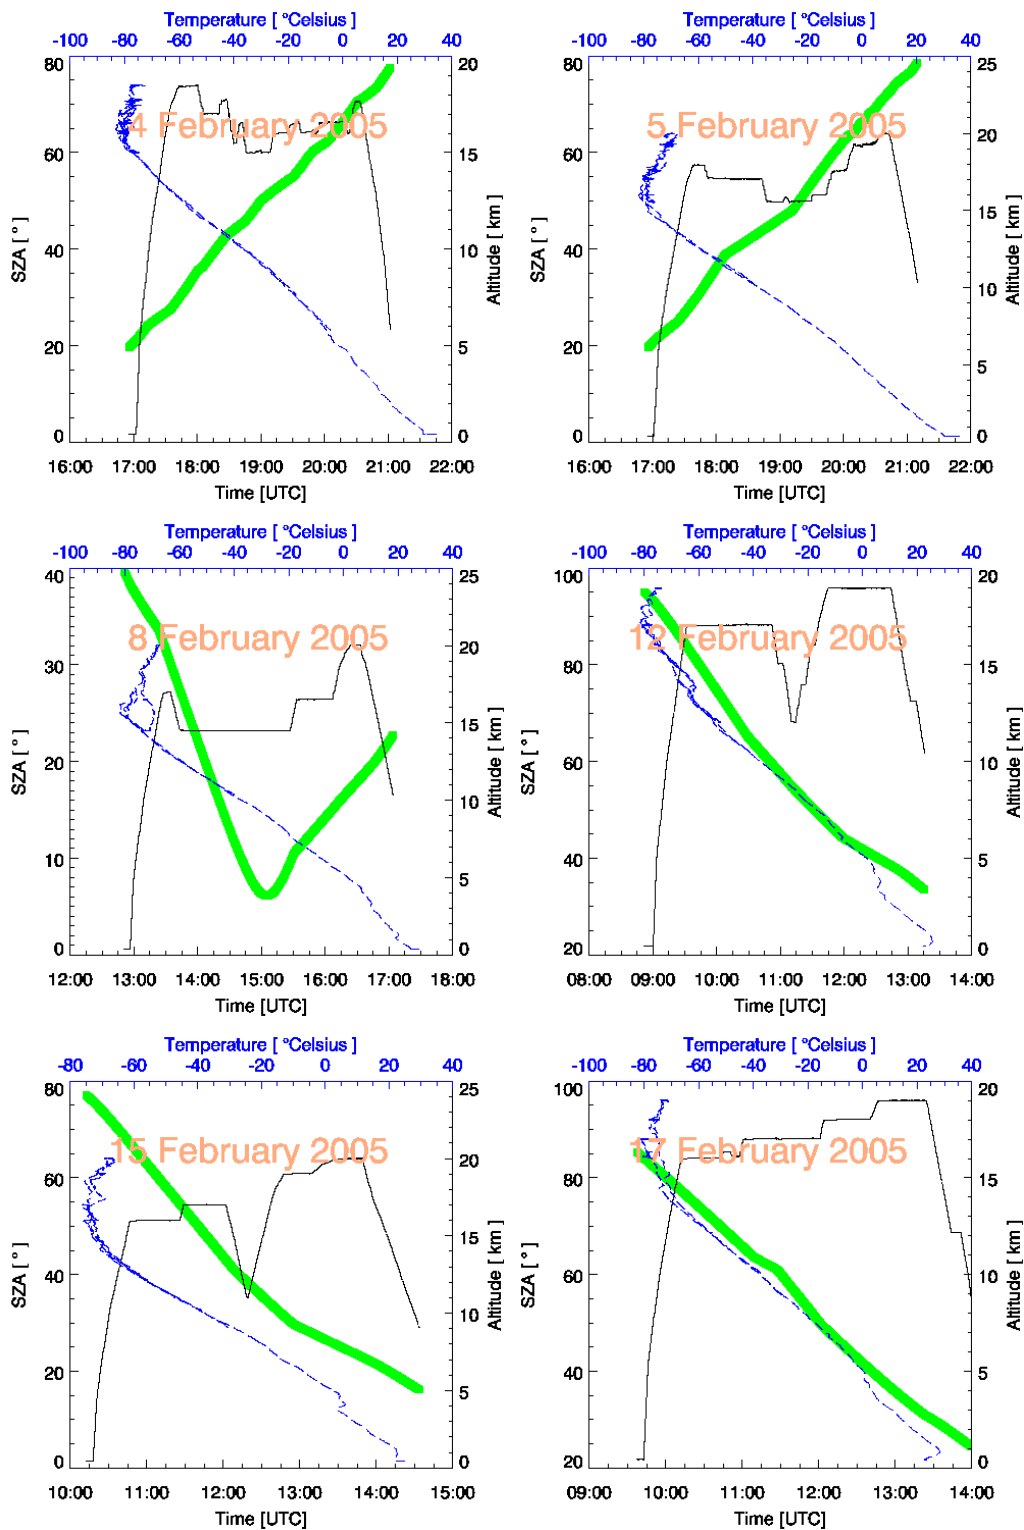 Temperature [ °Celsius ]
-100 -80 -60 -40 -20 0 20 40
80 60 40 20 0
SZA [ ° ]
4 February 2005
20 15 10 5 0
Altitude [ km ]
16:00 17:00 18:00 19:00 20:00 21:00 22:00
Time [UTC]
Temperature [ °Celsius ]
-100 -80 -60 -40 -20 0 20 40
80 60 40 20 0
SZA [ ° ]
5 February 2005
25 20 15 10 5 0
Altitude [ km ]
16:00 17:00 18:00 19:00 20:00 21:00 22:00
Time [UTC]
Temperature [ °Celsius ]
-100 -80 -60 -40 -20 0 20 40
40 30 20 10 0
SZA [ ° ]
8 February 2005
25 20 15 10 5 0
Altitude [ km ]
12:00 13:00 14:00 15:00 16:00 17:00 18:00
Time [UTC]
Temperature [ °Celsius ]
-100 -80 -60 -40 -20 0 20 40
100 80 60 40 20
SZA [ ° ]
12 February 2005
20 15 10 5 0
Altitude [ km ]
08:00 09:00 10:00 11:00 12:00 13:00 14:00
Time [UTC]
Temperature [ °Celsius ]
-80 -60 -40 -20 0 20 40
80 60 40 20 0
SZA [ ° ]
15 February 2005
25 20 15 10 5 0
Altitude [ km ]
10:00 11:00 12:00 13:00 14:00 15:00
Time [UTC]
Temperature [ °Celsius ]
-100 -80 -60 -40 -20 0 20 40
100 80 60 40 20
SZA [ ° ]
17 February 2005
20 15 10 5 0
Altitude [ km ]
09:00 10:00 11:00 12:00 13:00 14:00
Time [UTC]